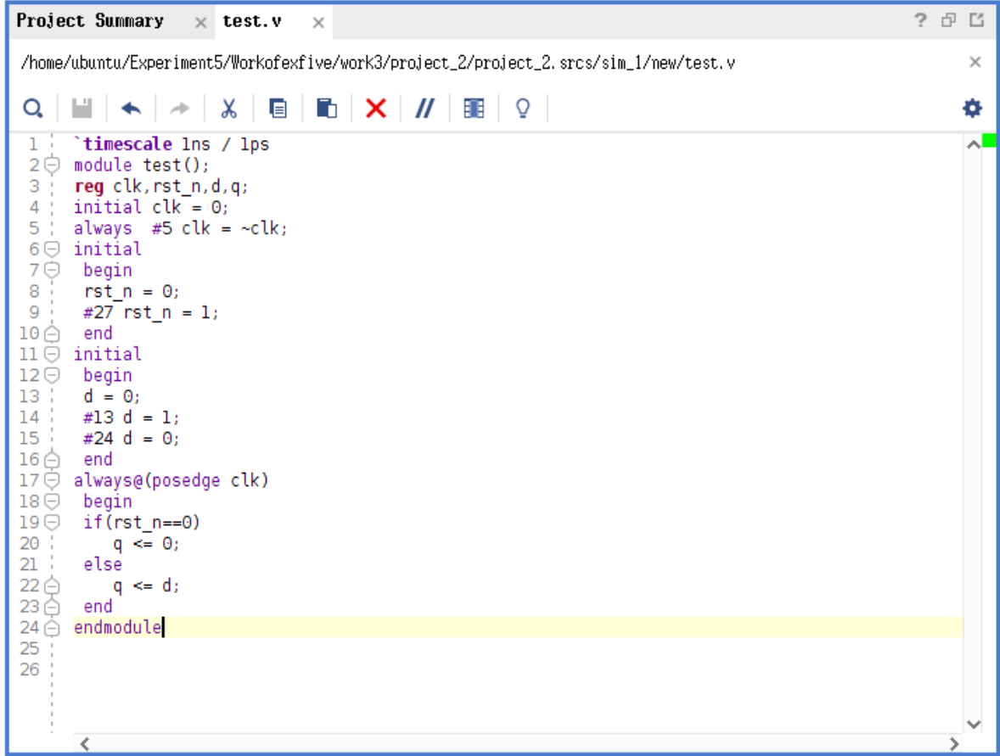 Project Summary × test.v ×
/home/ubuntu/Experiment5/Workofexfive/work3/project_2/project_2.srcs/sim_1/new/test.v
1 `timescale 1ns / 1ps
2 module test();
3 reg clk,rst_n,d,q;
4 initial clk = 0;
5 always  #5 clk = ~clk;
6 initial
7  begin
8  rst_n = 0;
9  #27 rst_n = 1;
10  end
11 initial
12  begin
13  d = 0;
14  #13 d = 1;
15  #24 d = 0;
16  end
17 always@(posedge clk)
18  begin
19  if(rst_n==0)
20     q <= 0;
21  else
22     q <= d;
23  end
24 endmodule
25
26